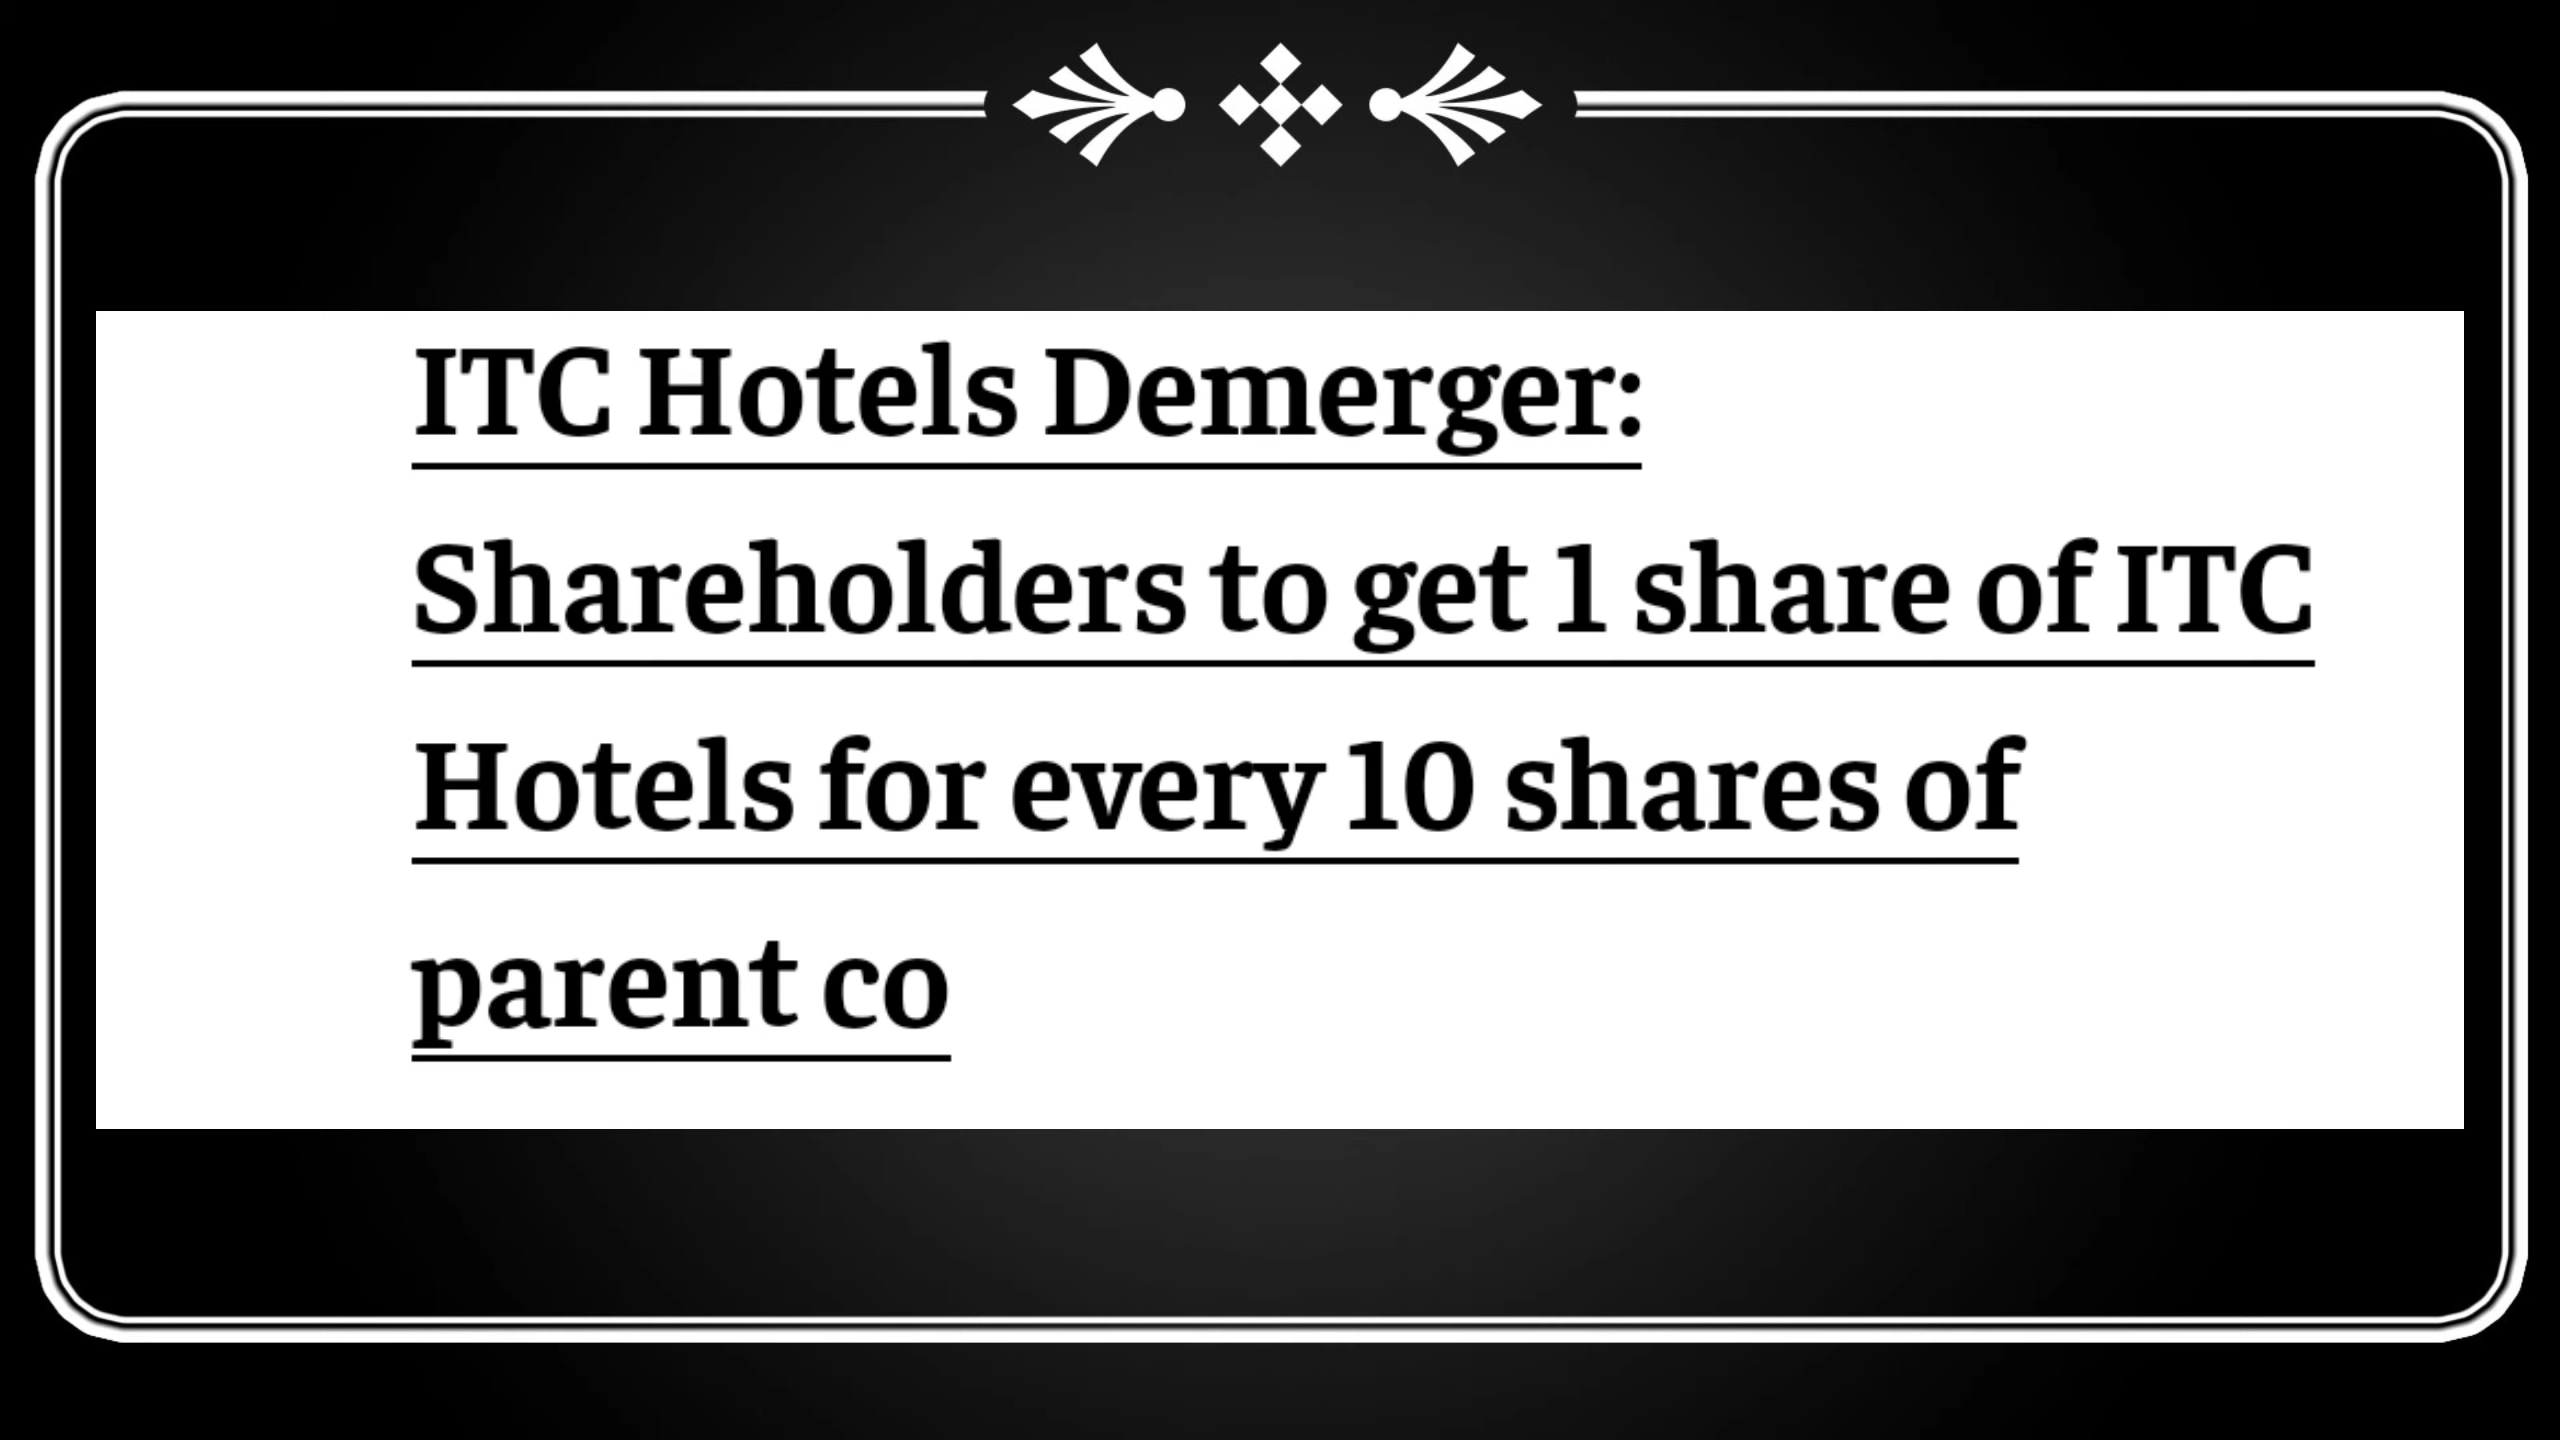 ITC Hotels Demerger:
Shareholders to get 1 share of ITC
Hotels for every 10 shares of
parent co